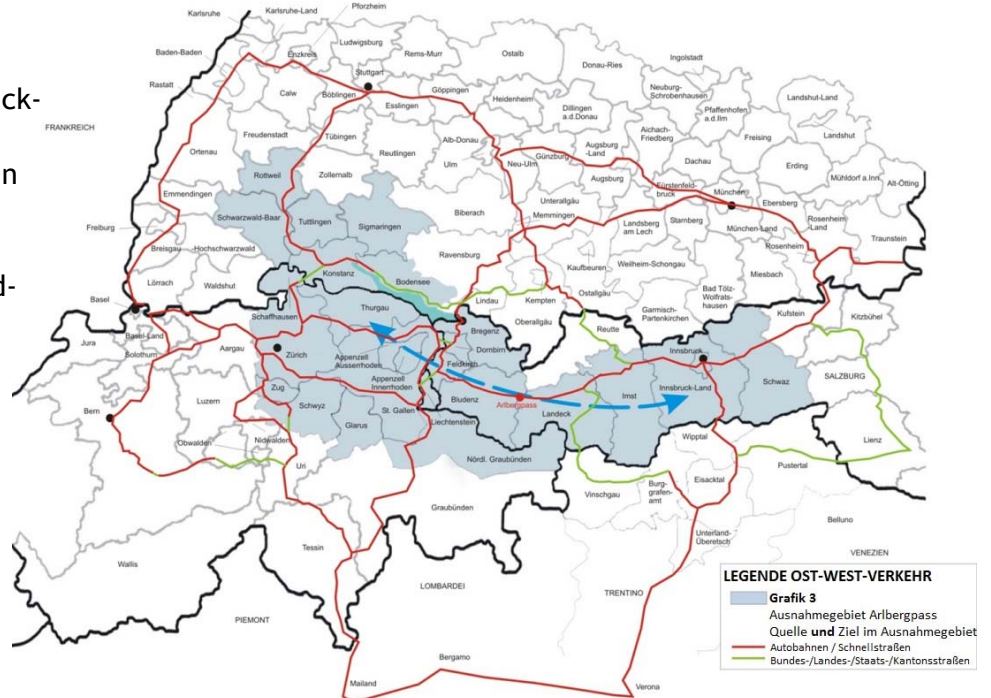 ck-
n
d-
Karlsruhe
Karlsruhe-Land
Pforzheim
Baden-Baden
Enzkreis
Ludwigsburg
Rems-Murr
Ostalb
Donau-Ries
Ingolstadt
Rastatt
Calw
Böblingen
Stuttgart
Esslingen
Göppingen
Heidenheim
Dillingen
a.d.Donau
Neuburg-
Schrobenhausen
Pfaffenhofen
a.d.Ilm
Landshut-Land
FRANKREICH
Freudenstadt
Tübingen
Reutlingen
Alb-Donau
Ulm
Neu-Ulm
Günzburg
Augsburg
-Land
Aichach-
Friedberg
Freising
Landshut
Ortenau
Rottweil
Zollernalb
Augsburg
Dachau
Erding
Mühldorf a.Inn
Alt-Ötting
Emmendingen
Schwarzwald-Baar
Tuttlingen
Sigmaringen
Biberach
Unterallgäu
Memmingen
Fürstenfeld-
bruck
München
Ebersberg
Freiburg
Breisgau
-Hochschwarzwald
Ravensburg
Landsberg
am Lech
Starnberg
München-Land
Rosenheim-
Land
Rosenheim
Traunstein
Lörrach
Waldshut
Konstanz
Bodensee
Kaufbeuren
Weilheim-Schongau
Miesbach
Basel
Lindau
Kempten
Ostallgäu
Bad Tölz-
Wolfrats-
hausen
Schaffhausen
Thurgau
Oberallgäu
Garmisch-
Partenkirchen
Kufstein
Kitzbühel
Jura
Basel-Land
Solothurn
Aargau
Zürich
Bregenz
Dornbirn
Reutte
Innsbruck
Appenzell
Ausserrhoden
Feldkirch
Schwaz
SALZBURG
Zug
Appenzell
Innerrhoden
Innsbruck-Land
Bern
Luzern
Schwyz
St. Gallen
Bludenz
Arlbergpass
Landeck
Imst
Glarus
Liechtenstein
Obwalden
Nidwalden
Uri
Nördl. Graubünden
Wipptal
Lienz
Pustertal
Graubünden
Vinschgau
Burg-
grafen-
amt
Eisacktal
Unterland-
Überetsch
Belluno
Wallis
Tessin
VENEZIEN
LOMBARDEI
TRENTINO
PIEMONT
Bergamo
Mailand
Verona
LEGENDE OST-WEST-VERKEHR
Grafik 3
Ausnahmegebiet Arlbergpass
Quelle und Ziel im Ausnahmegebiet
Autobahnen / Schnellstraßen
Bundes-/Landes-/Staats-/Kantonsstraßen